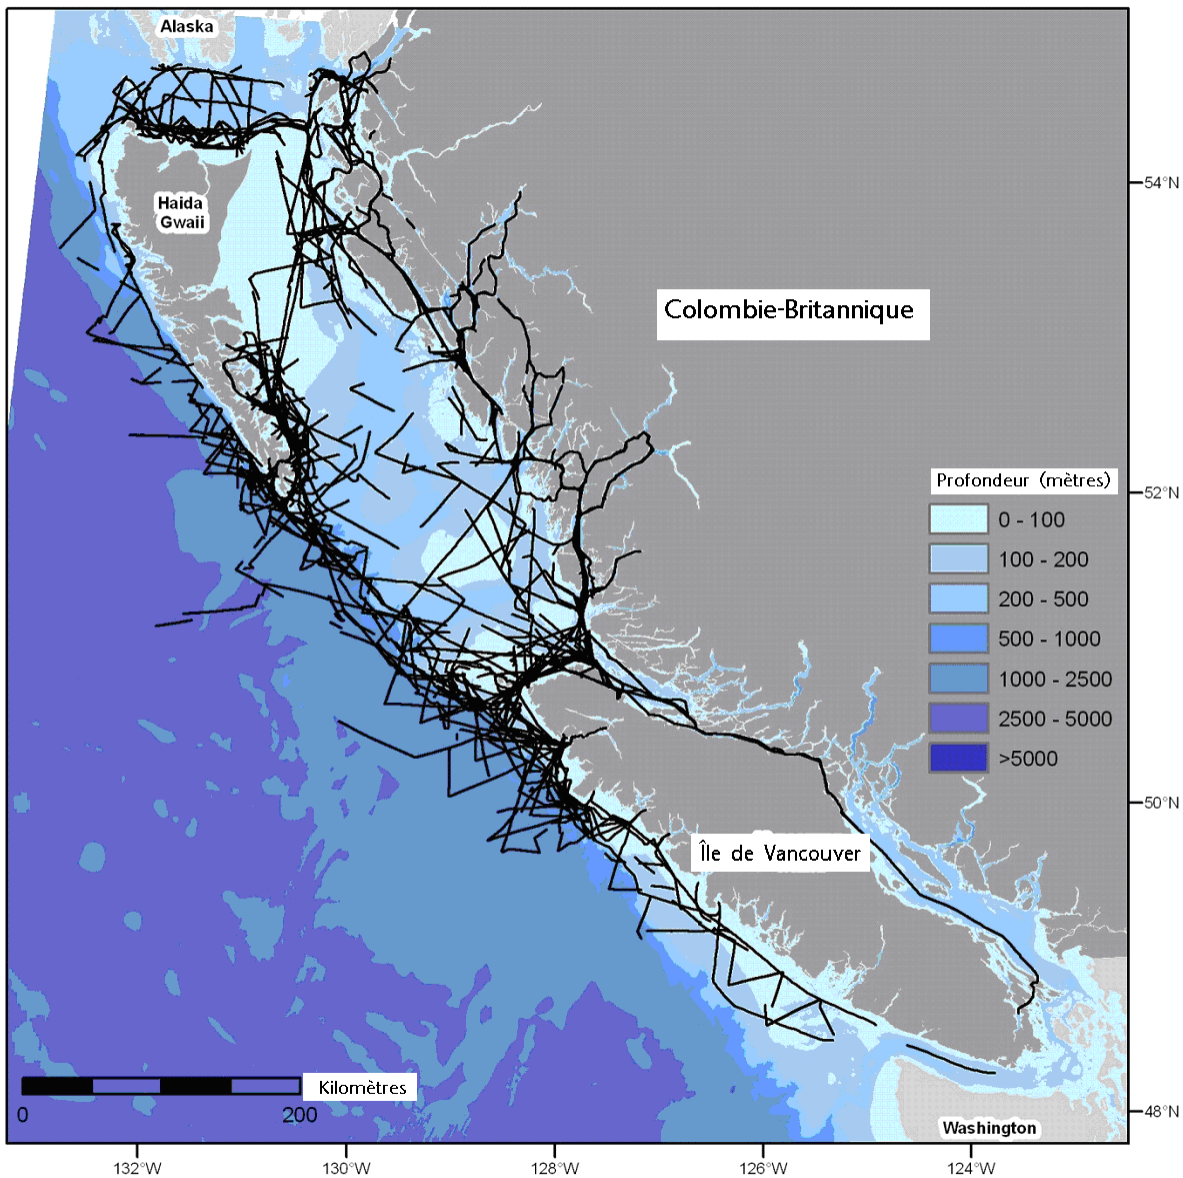 Alaska
Haida
Gwaii
Colombie-Britannique
54°N
Profondeur (mètres)
52°N
0 - 100
100 - 200
200 - 500
500 - 1000
1000 - 2500
2500 - 5000
>5000
50°N
Île de Vancouver
Kilomètres
0
200
Washington
48°N
132°W
130°W
128°W
126°W
124°W